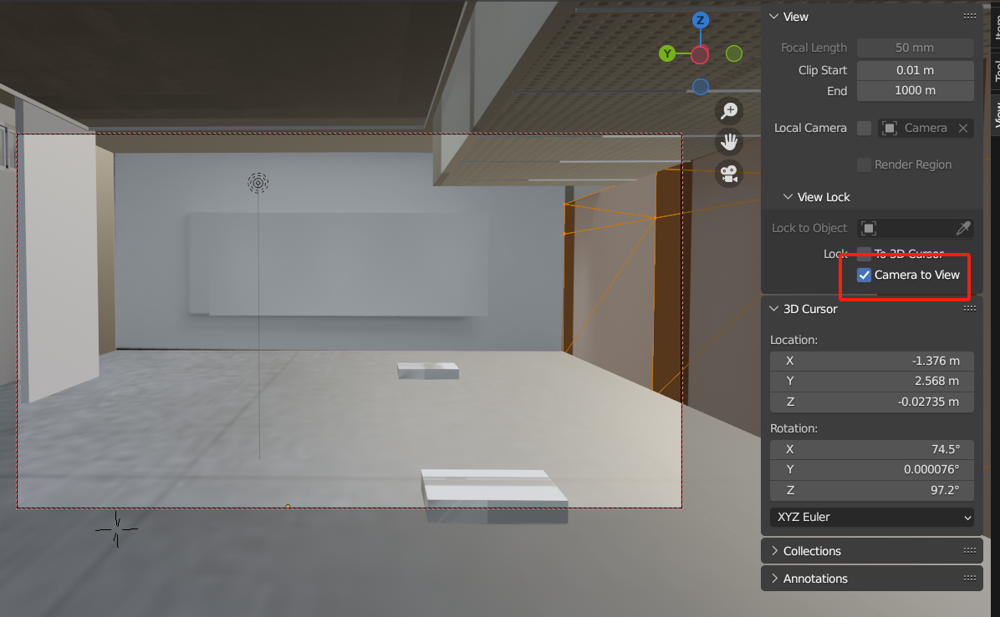 View
Focal Length 50 mm
Clip Start 0.01 m
End 1000 m
Local Camera Camera
Render Region
View Lock
Lock to Object
Lock To 3D Cursor
Camera to View
3D Cursor
Location:
X -1.376 m
Y 2.568 m
Z -0.02735 m
Rotation:
X 74.5°
Y 0.000076°
Z 97.2°
XYZ Euler
Collections
Annotations
Z
Y
Item
Tool
View